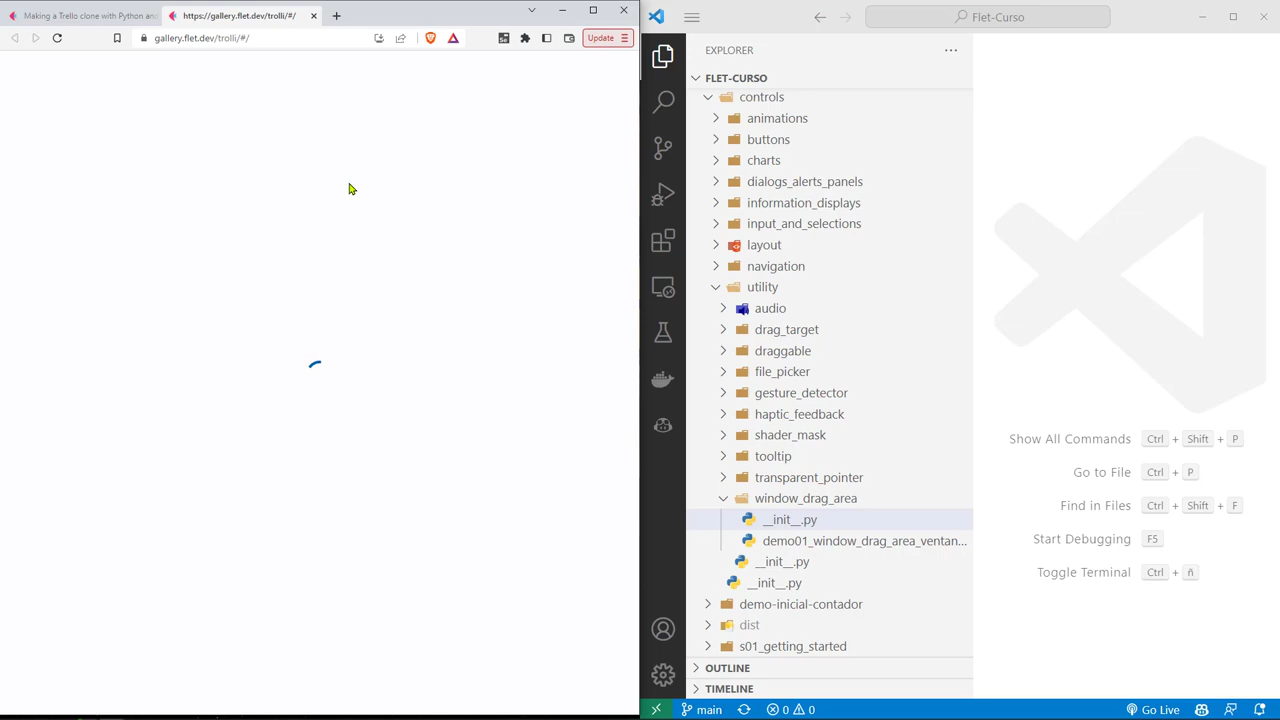 Making a Trello clone with Python an
https://gallery.flet.dev/trolli/#/
gallery.flet.dev/trolli/#/
Update
Flet-Curso
EXPLORER
FLET-CURSO
controls
animations
buttons
charts
dialogs_alerts_panels
information_displays
input_and_selections
layout
navigation
utility
audio
drag_target
draggable
file_picker
gesture_detector
haptic_feedback
shader_mask
tooltip
transparent_pointer
window_drag_area
__init__.py
demo01_window_drag_area_ventan...
__init__.py
__init__.py
demo-inicial-contador
dist
s01_getting_started
OUTLINE
TIMELINE
Show All Commands Ctrl + Shift + P
Go to File Ctrl + P
Find in Files Ctrl + Shift + F
Start Debugging F5
Toggle Terminal Ctrl + ñ
main
0 0
Go Live